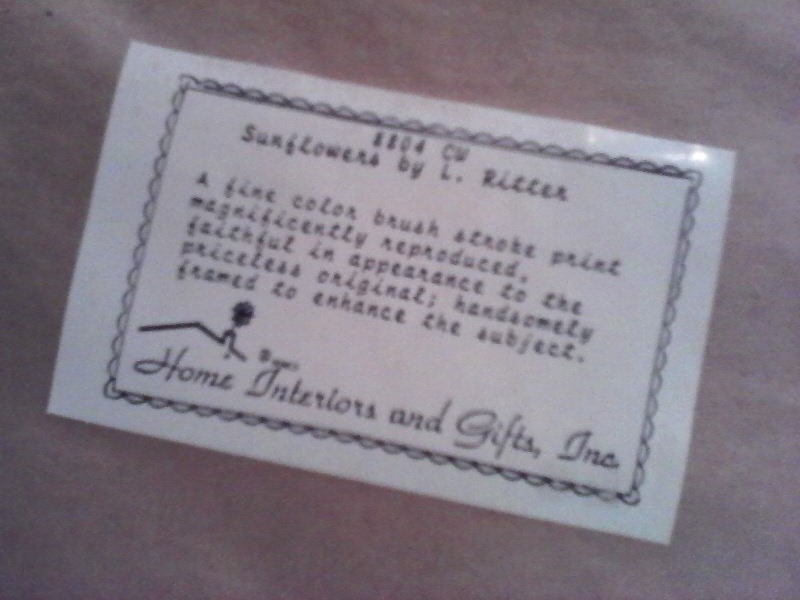 8804 CW
Sunflowers by L. Ritter
A fine color brush stroke print
magnificently reproduced,
faithful in appearance to the
priceless original; handsomely
framed to enhance the subject.
Home Interiors and Gifts, Inc.